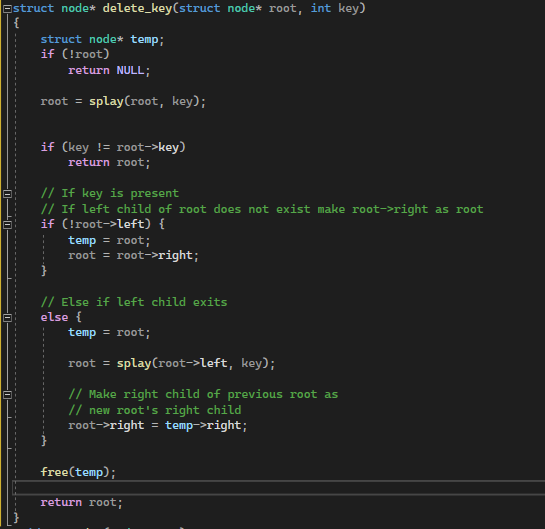 struct node* delete_key(struct node* root, int key)
{
    struct node* temp;
    if (!root)
        return NULL;
    root = splay(root, key);
    if (key != root->key)
        return root;
    // If key is present
    // If left child of root does not exist make root->right as root
    if (!root->left) {
        temp = root;
        root = root->right;
    }
    // Else if left child exits
    else {
        temp = root;
        root = splay(root->left, key);
        // Make right child of previous root as
        // new root's right child
        root->right = temp->right;
    }
    free(temp);
    return root;
}